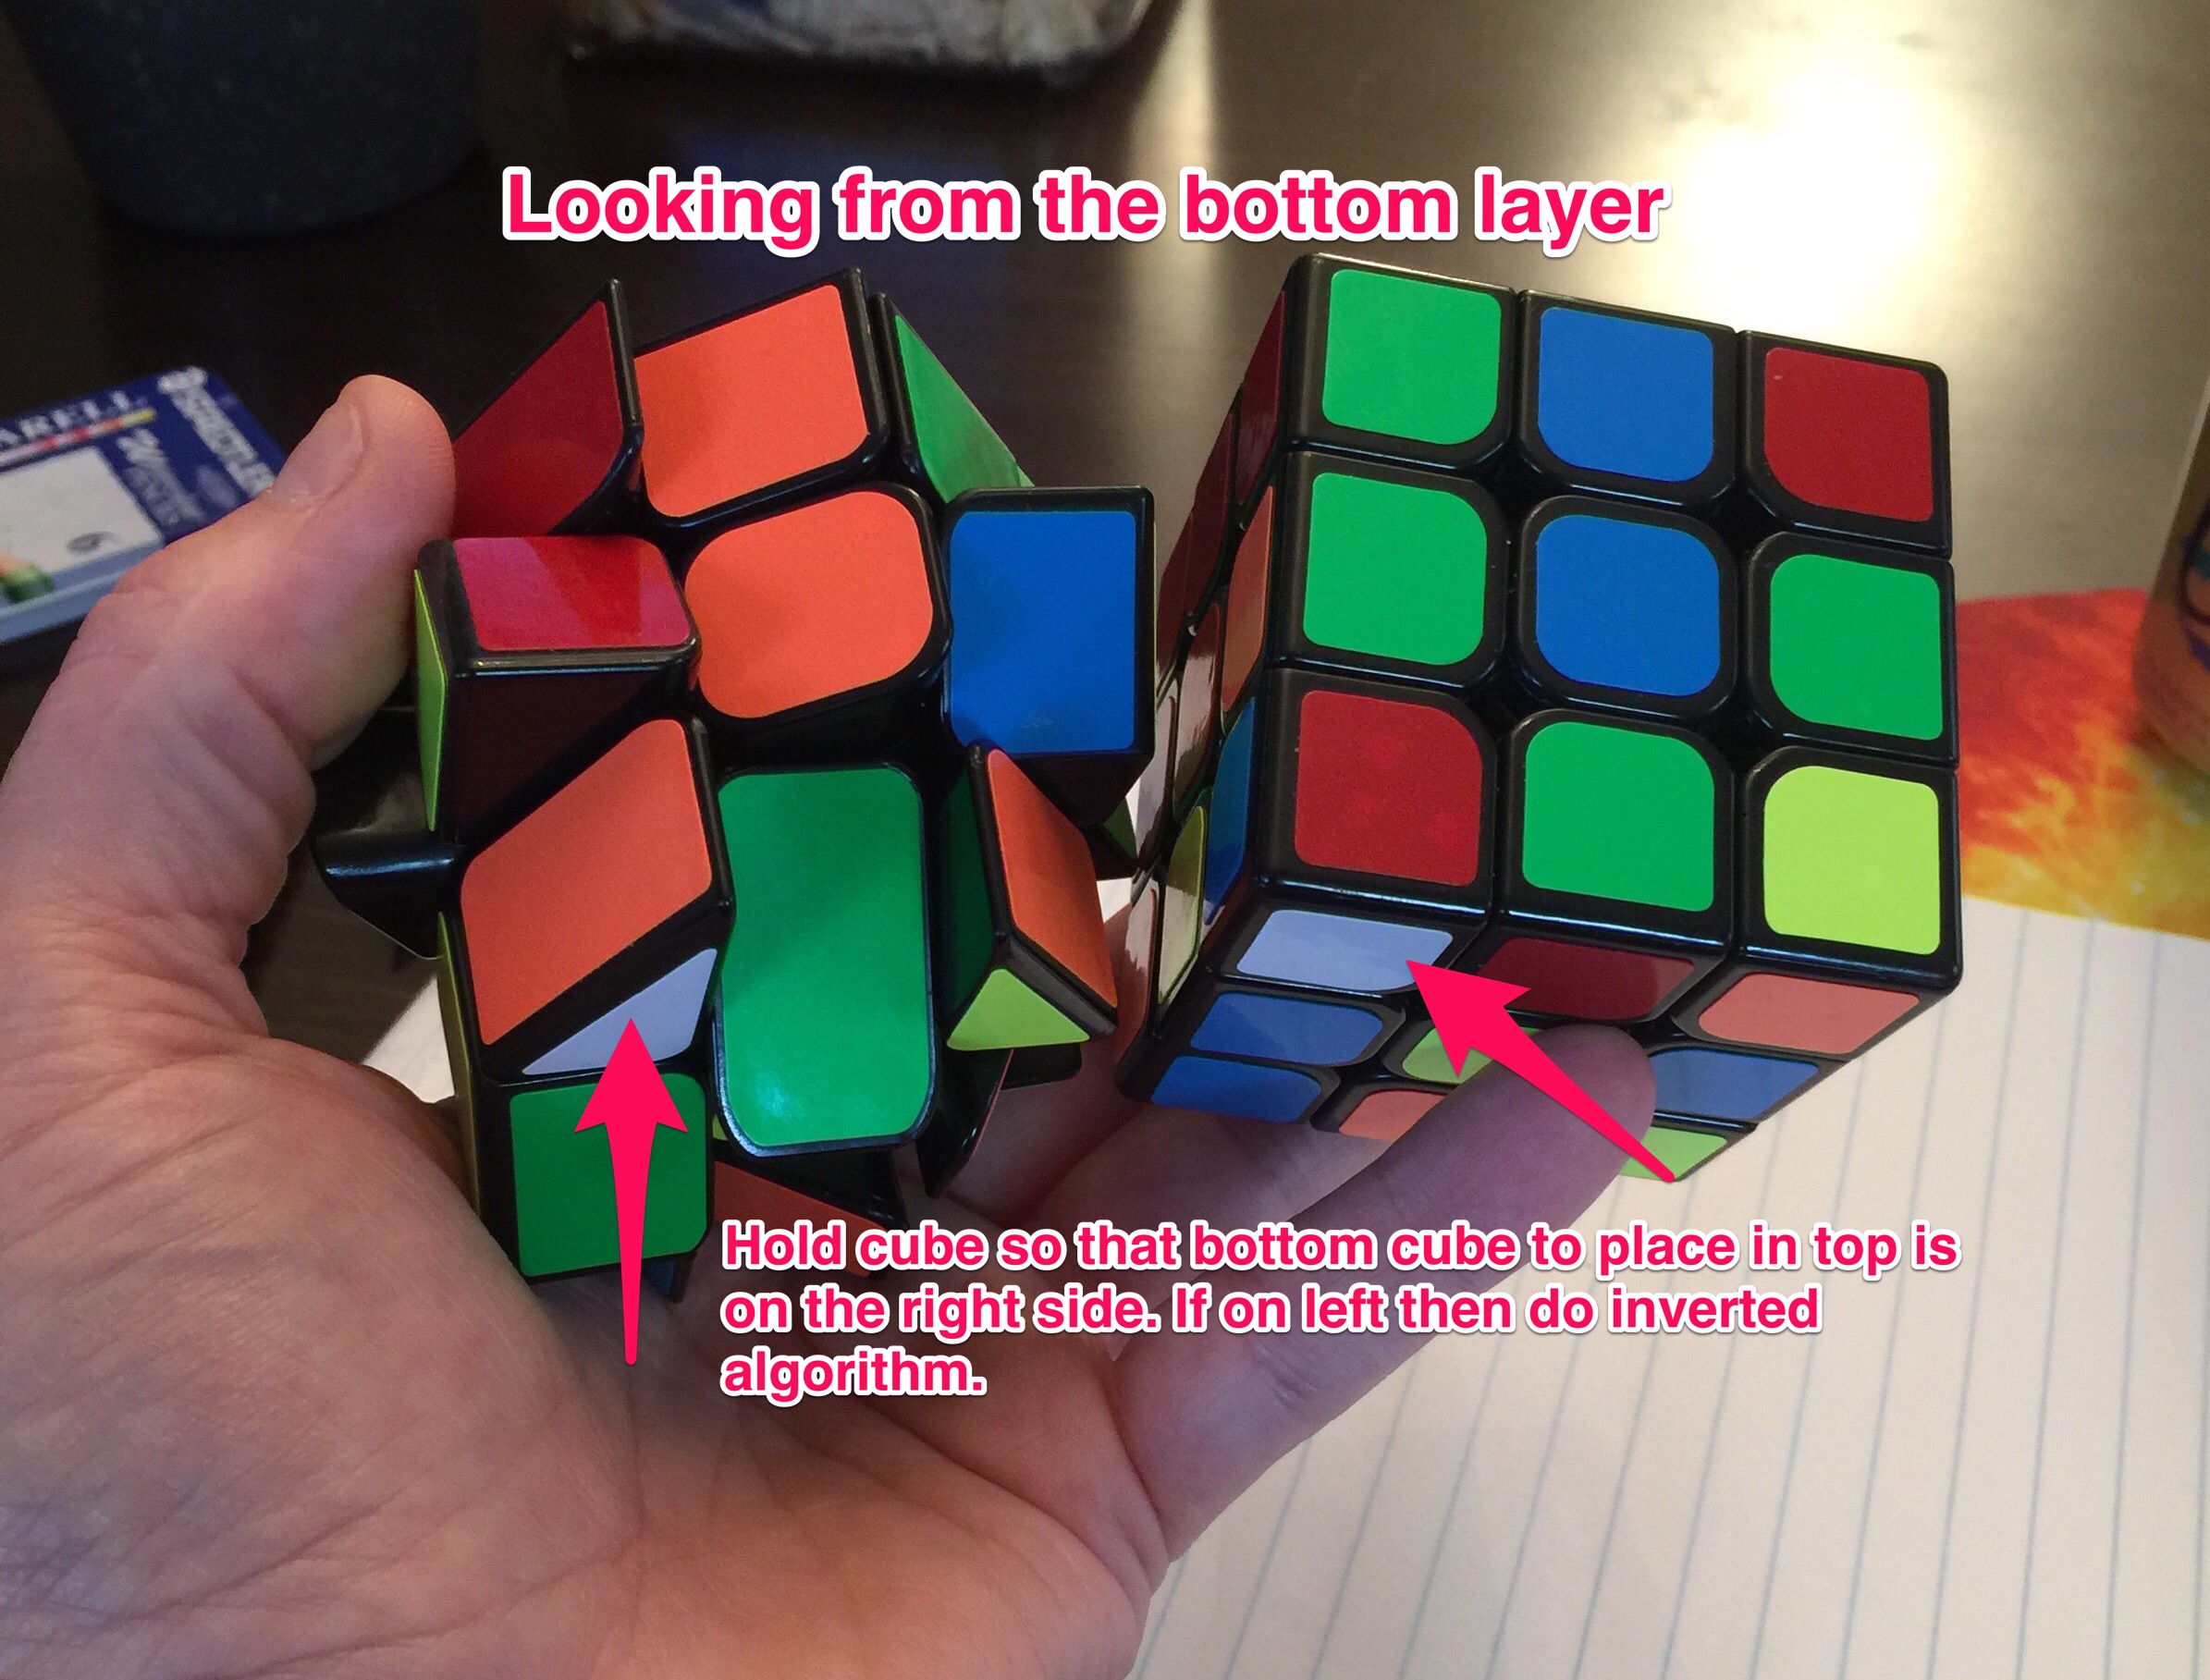 Looking from the bottom layer
Hold cube so that bottom cube to place in top is
on the right side. If on left then do inverted
algorithm.